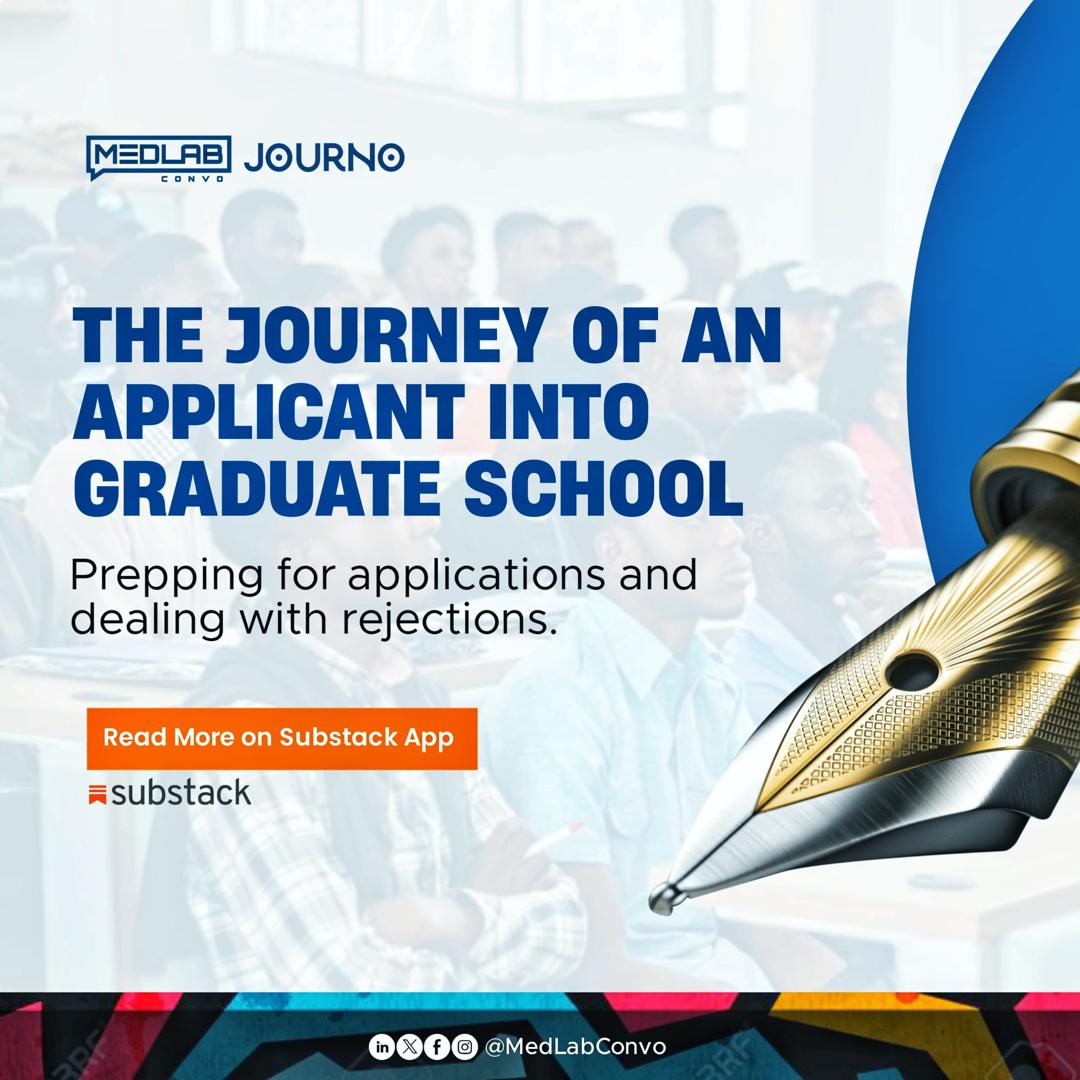 MEDLAB JOURNO
CONVO
THE JOURNEY OF AN
APPLICANT INTO
GRADUATE SCHOOL
Prepping for applications and
dealing with rejections.
Read More on Substack App
substack
in X f @MedLabConvo